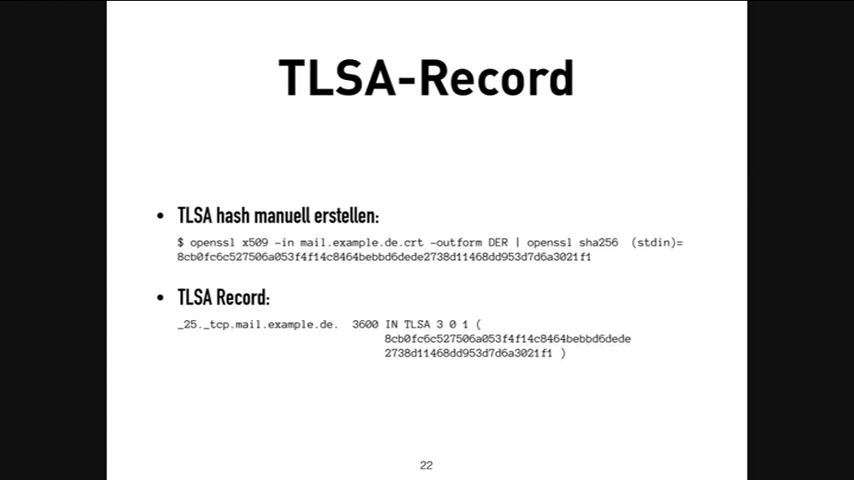 TLSA-Record
• TLSA hash manuell erstellen:
$ openssl x509 -in mail.example.de.crt -outform DER | openssl sha256 (stdin)=
8cb0fc6c527506a053f4f14c8464bebbd6dede2738d11468dd953d7d6a3021f1
• TLSA Record:
_25._tcp.mail.example.de. 3600 IN TLSA 3 0 1 (
8cb0fc6c527506a053f4f14c8464bebbd6dede
2738d11468dd953d7d6a3021f1 )
22